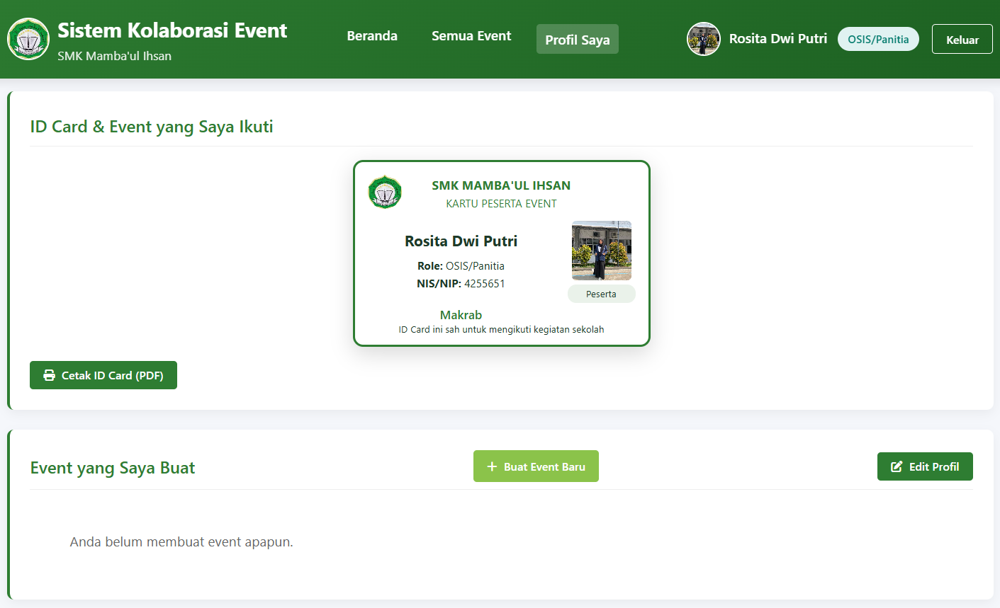 Sistem Kolaborasi Event
SMK Mamba'ul Ihsan
Beranda
Semua Event
Profil Saya
Rosita Dwi Putri
OSIS/Panitia
Keluar
ID Card & Event yang Saya Ikuti
SMK MAMBA'UL IHSAN
KARTU PESERTA EVENT
Rosita Dwi Putri
Role: OSIS/Panitia
NIS/NIP: 4255651
Peserta
Makrab
ID Card ini sah untuk mengikuti kegiatan sekolah
Cetak ID Card (PDF)
Event yang Saya Buat
Buat Event Baru
Edit Profil
Anda belum membuat event apapun.